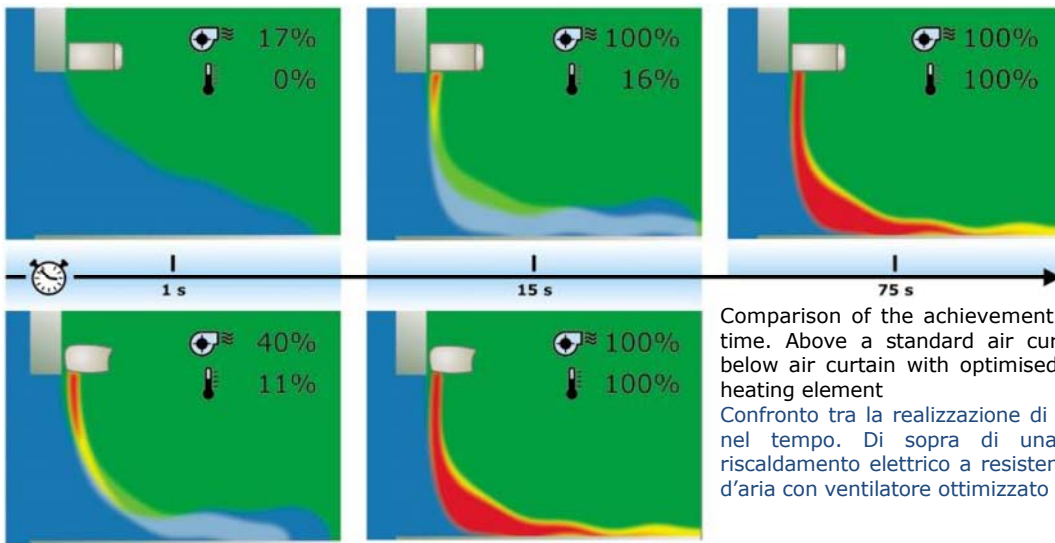 17%
0%
100%
16%
100%
100%
1 s
15 s
75 s
40%
11%
100%
100%
Comparison of the achievement
time. Above a standard air cur
below air curtain with optimised
heating element
Confronto tra la realizzazione di
nel tempo. Di sopra di una
riscaldamento elettrico a resisten
d'aria con ventilatore ottimizzato